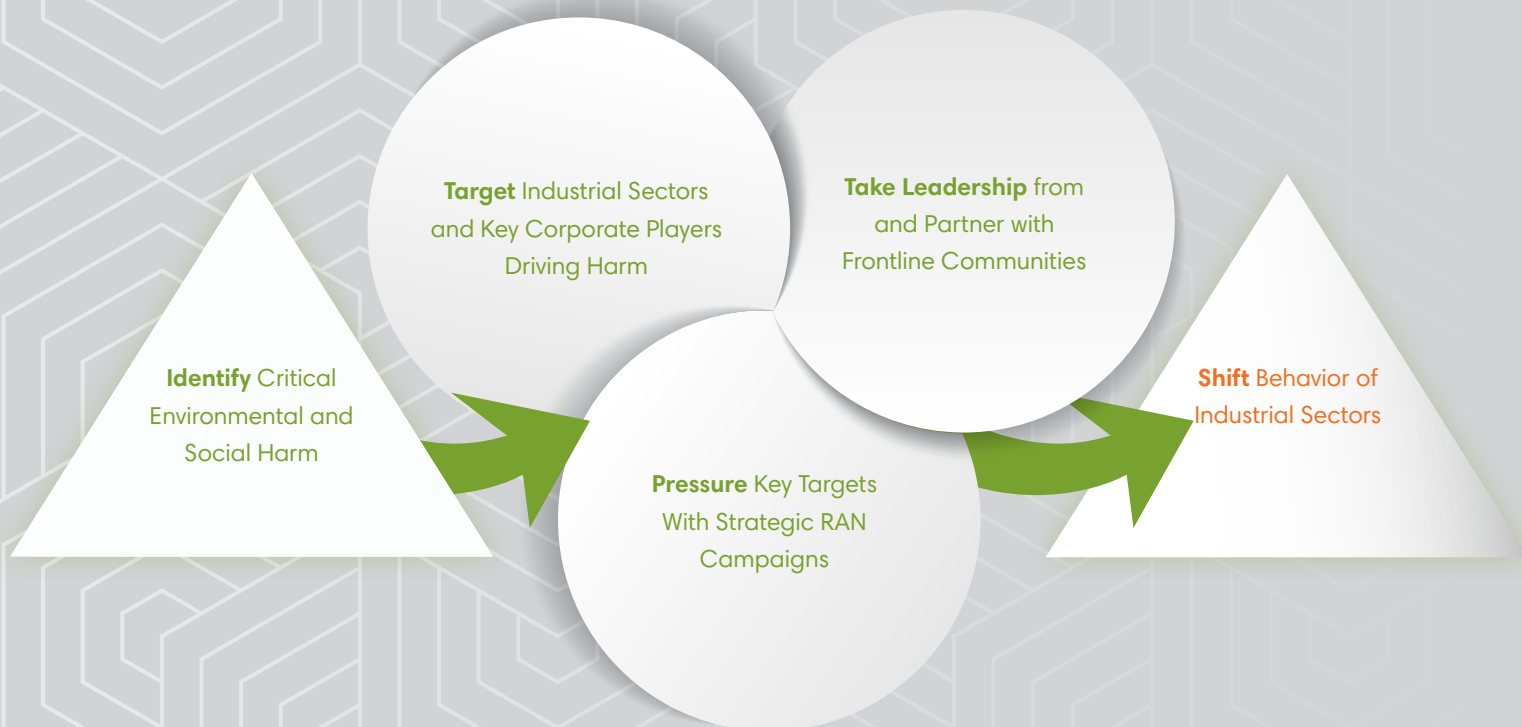 Identify Critical
Environmental and
Social Harm
Target Industrial Sectors
and Key Corporate Players
Driving Harm
Take Leadership from
and Partner with
Frontline Communities
Pressure Key Targets
With Strategic RAN
Campaigns
Shift Behavior of
Industrial Sectors